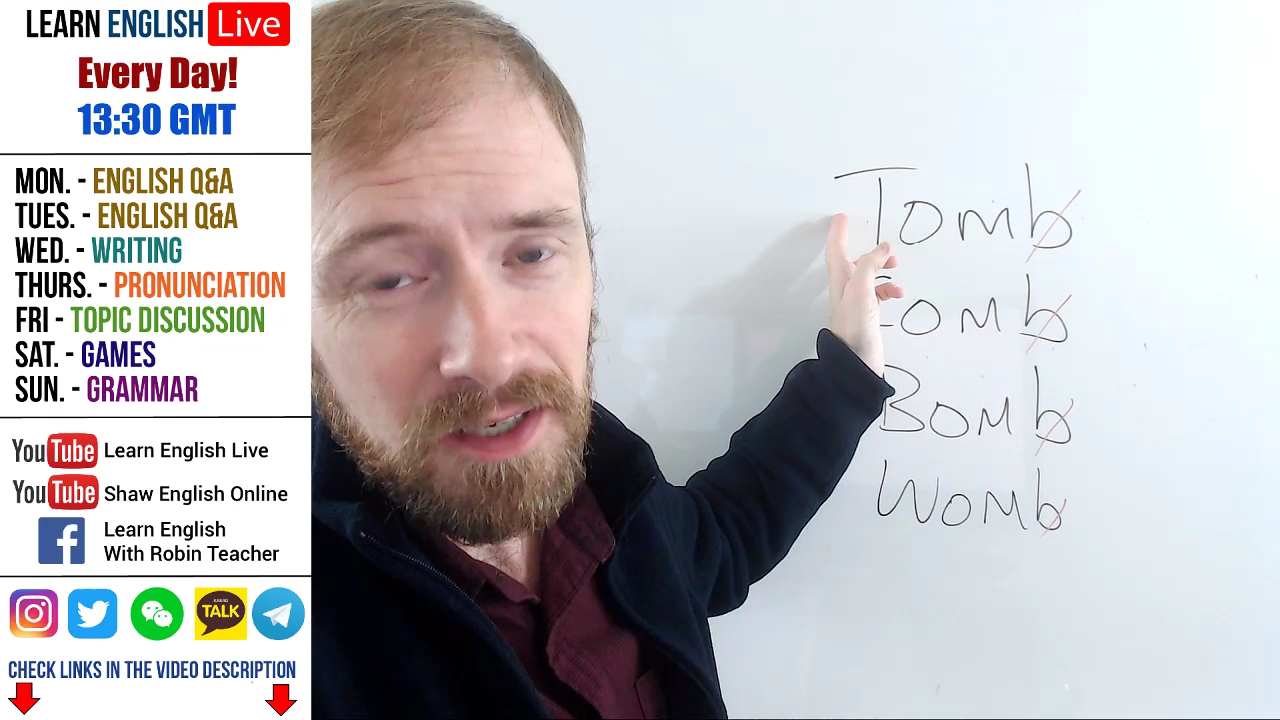 LEARN ENGLISH Live
Every Day!
13:30 GMT
MON. - ENGLISH Q&A
TUES. - ENGLISH Q&A
WED. - WRITING
THURS. - PRONUNCIATION
FRI - TOPIC DISCUSSION
SAT. - GAMES
SUN. - GRAMMAR
YouTube Learn English Live
YouTube Shaw English Online
f Learn English
With Robin Teacher
TALK
CHECK LINKS IN THE VIDEO DESCRIPTION
Tomb
omb
Bomb
Womb